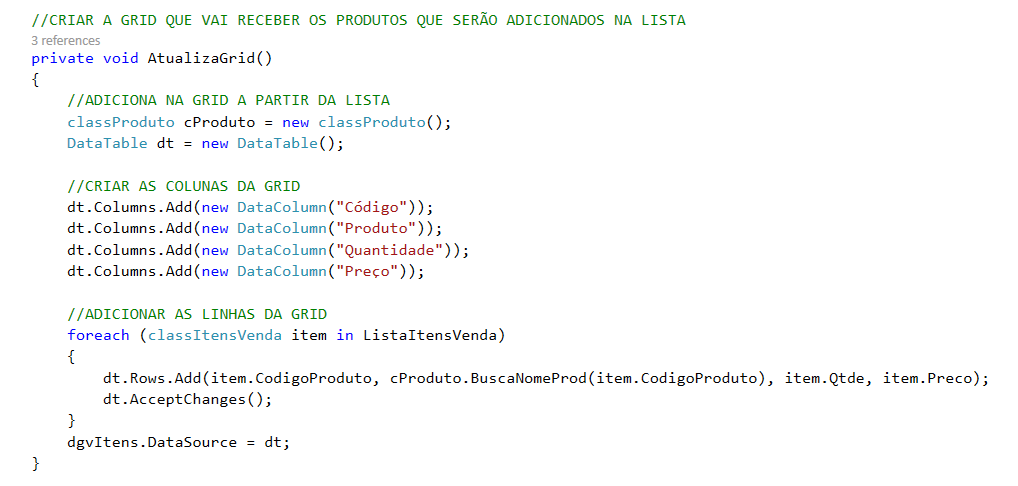 //CRIAR A GRID QUE VAI RECEBER OS PRODUTOS QUE SERÃO ADICIONADOS NA LISTA
3 references
private void AtualizaGrid()
{
    //ADICIONA NA GRID A PARTIR DA LISTA
    classProduto cProduto = new classProduto();
    DataTable dt = new DataTable();

    //CRIAR AS COLUNAS DA GRID
    dt.Columns.Add(new DataColumn("Código"));
    dt.Columns.Add(new DataColumn("Produto"));
    dt.Columns.Add(new DataColumn("Quantidade"));
    dt.Columns.Add(new DataColumn("Preço"));

    //ADICIONAR AS LINHAS DA GRID
    foreach (classItensVenda item in ListaItensVenda)
    {
        dt.Rows.Add(item.CodigoProduto, cProduto.BuscaNomeProd(item.CodigoProduto), item.Qtde, item.Preco);
        dt.AcceptChanges();
    }
    dgvItens.DataSource = dt;
}